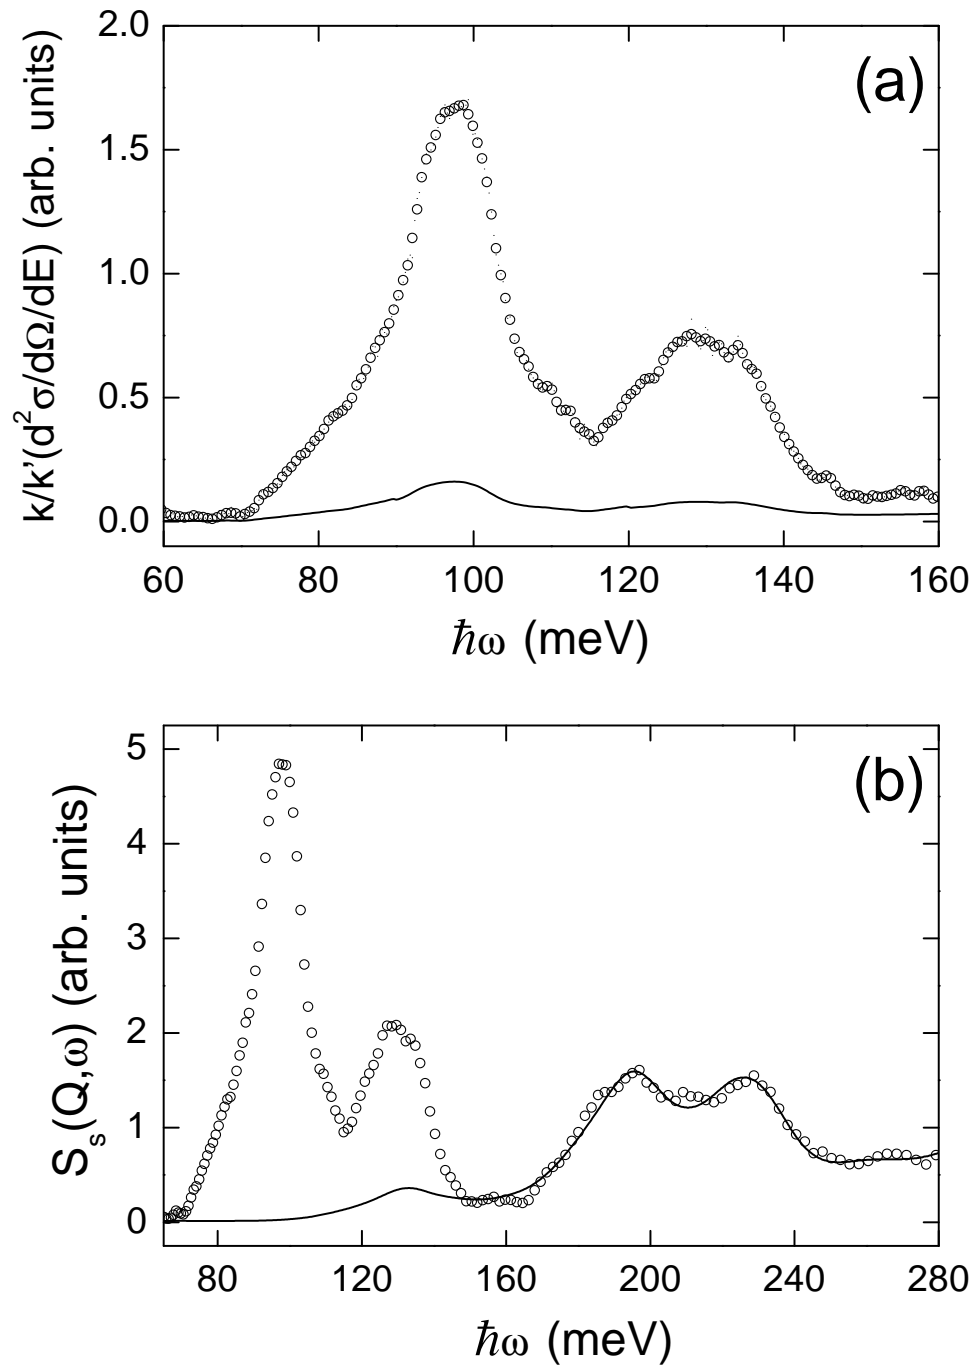 (a)
k/k'(d²σ/dΩ/dE) (arb. units)
2.0
1.5
1.0
0.5
0.0
60 80 100 120 140 160
ħω (meV)
(b)
Sₛ(Q,ω) (arb. units)
5
4
3
2
1
0
80 120 160 200 240 280
ħω (meV)